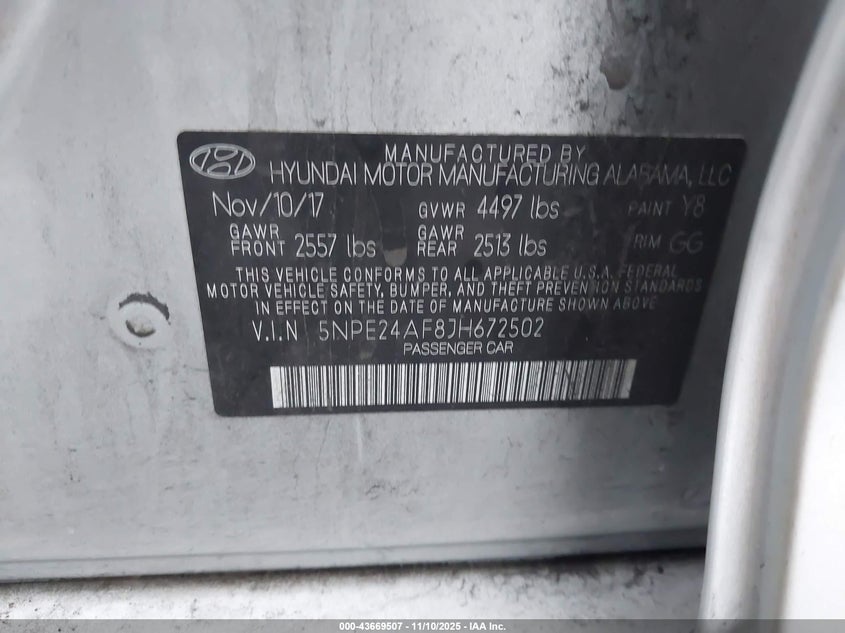 MANUFACTURED BY
HYUNDAI MOTOR MANUFACTURING ALABAMA, LLC
Nov/10/17 GVWR 4497 lbs PAINT Y8
GAWR FRONT 2557 lbs GAWR REAR 2513 lbs TRIM GG
THIS VEHICLE CONFORMS TO ALL APPLICABLE U.S.A. FEDERAL
MOTOR VEHICLE SAFETY, BUMPER, AND THEFT PREVENTION STANDARDS
IN EFFECT ON THE DATE OF MANUFACTURE SHOWN.
V.I.N 5NPE24AF8JH672502
PASSENGER CAR
000-43669507 - 11/10/2025 - IAA Inc.